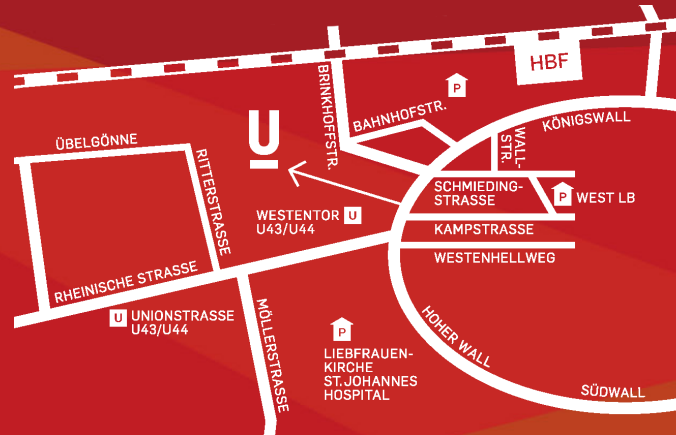 HBF
BRINKHOFFSTR.
P
BAHNHOFSTR.
KÖNIGSWALL
U
ÜBELGÖNNE
WALL-
STR.
RITTERSTRASSE
SCHMIEDING-
STRASSE
P WEST LB
WESTENTOR U
U43/U44
KAMPSTRASSE
WESTENHELLWEG
RHEINISCHE STRASSE
U UNIONSTRASSE
U43/U44
MÖLLERSTRASSE
P
LIEBFRAUEN-
KIRCHE
ST.JOHANNES
HOSPITAL
HOHER WALL
SÜDWALL